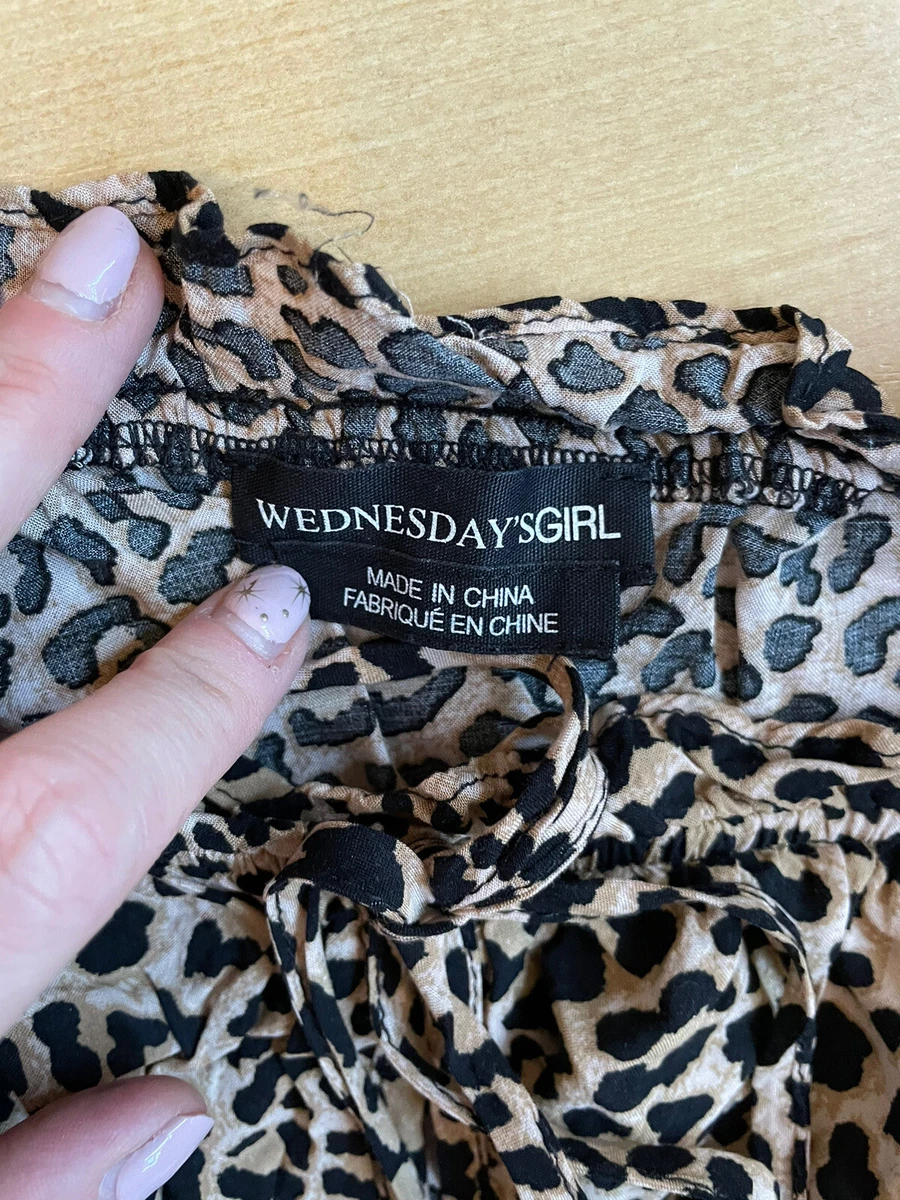 WEDNESDAY'SGIRL
MADE IN CHINA
FABRIQUÉ EN CHINE